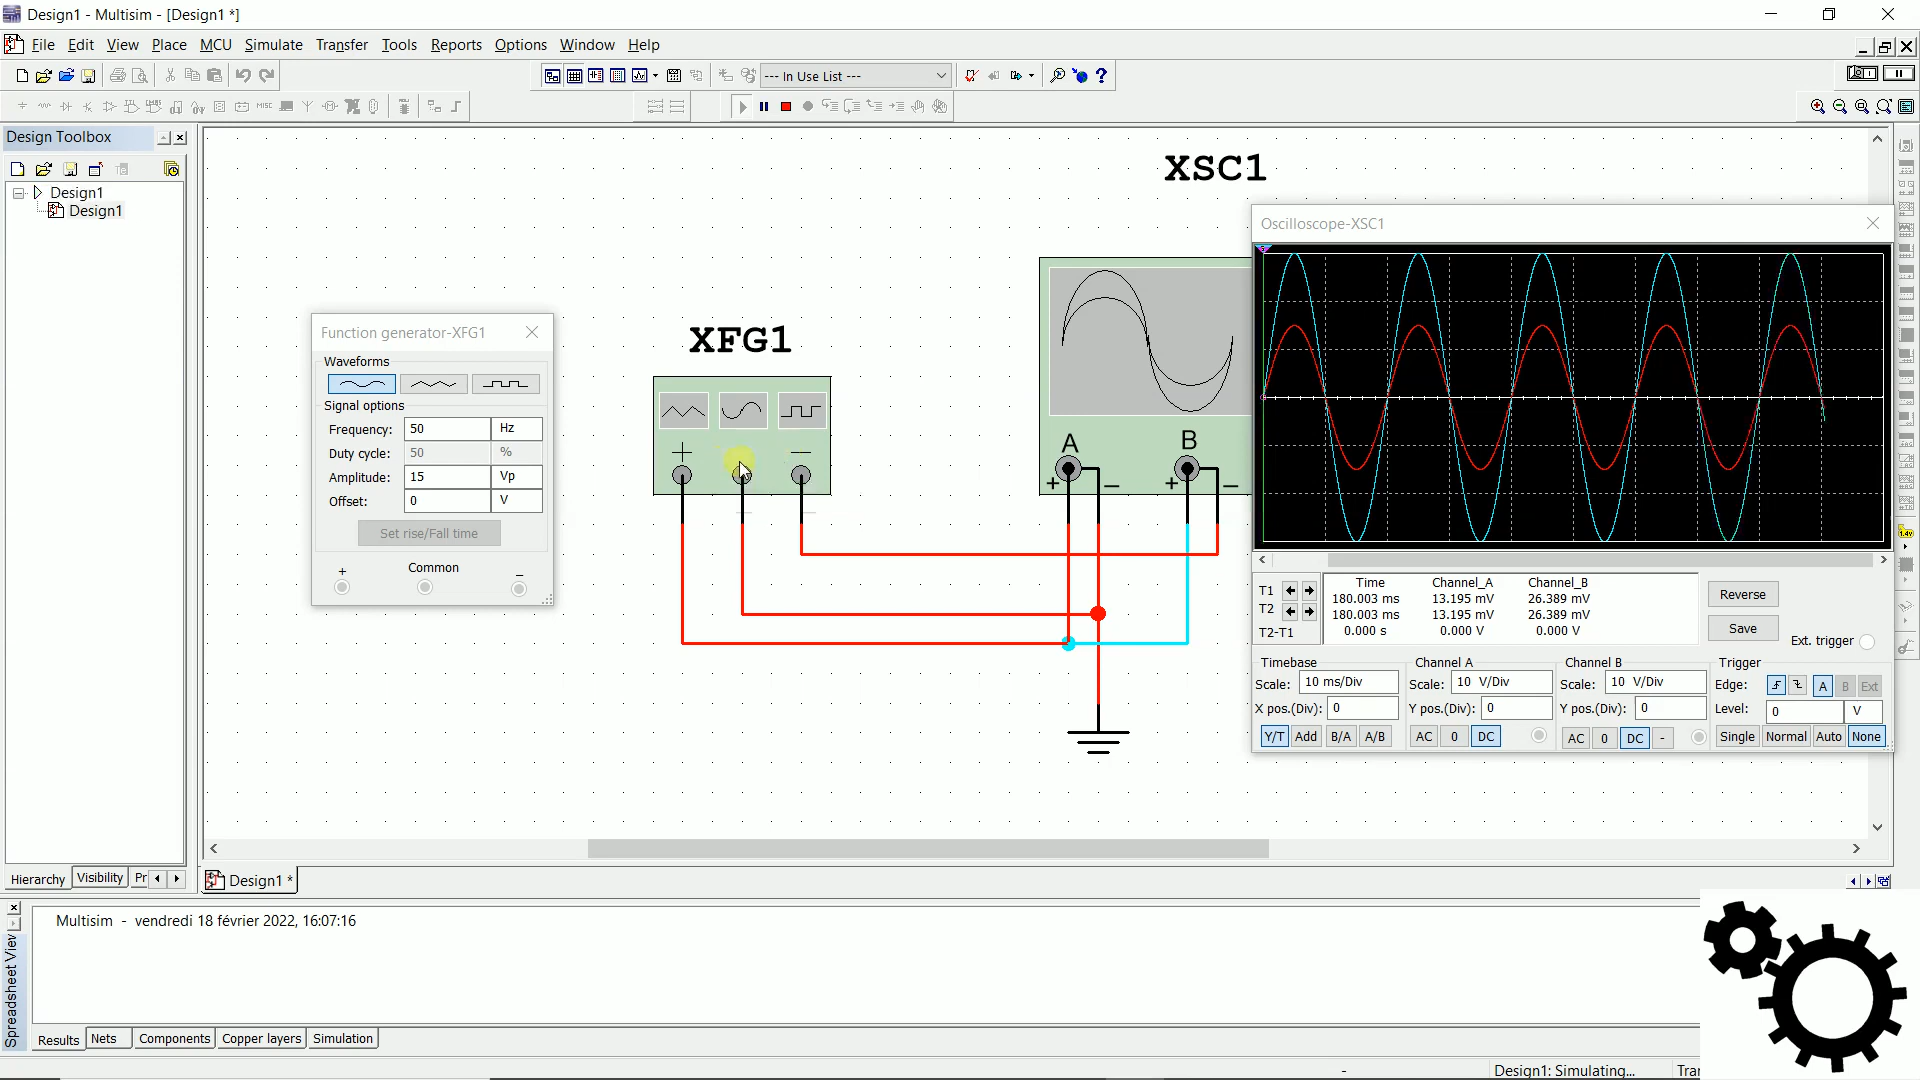 Design1 - Multisim - [Design1 *]
File Edit View Place MCU Simulate Transfer Tools Reports Options Window Help
--- In Use List ---
MISC
Design Toolbox
Design1
Design1
XSC1
Oscilloscope-XSC1
XFG1
Function generator-XFG1
Waveforms
Signal options
Frequency: 50 Hz
Duty cycle: 50 %
Amplitude: 15 Vp
Offset: 0 V
Set rise/Fall time
+ Common −
+ −
A B
+ − + −
Time Channel_A Channel_B
T1 180.003 ms 13.195 mV 26.389 mV
T2 180.003 ms 13.195 mV 26.389 mV
T2-T1 0.000 s 0.000 V 0.000 V
Reverse
Save
Ext. trigger
Timebase Channel A Channel B Trigger
Scale: 10 ms/Div Scale: 10 V/Div Scale: 10 V/Div Edge: A B Ext
X pos.(Div): 0 Y pos.(Div): 0 Y pos.(Div): 0 Level: 0 V
Y/T Add B/A A/B AC 0 DC AC 0 DC - Single Normal Auto None
Hierarchy Visibility Pr
Design1 *
Spreadsheet View
Multisim - vendredi 18 février 2022, 16:07:16
Results Nets Components Copper layers Simulation
- Design1: Simulating... Trar